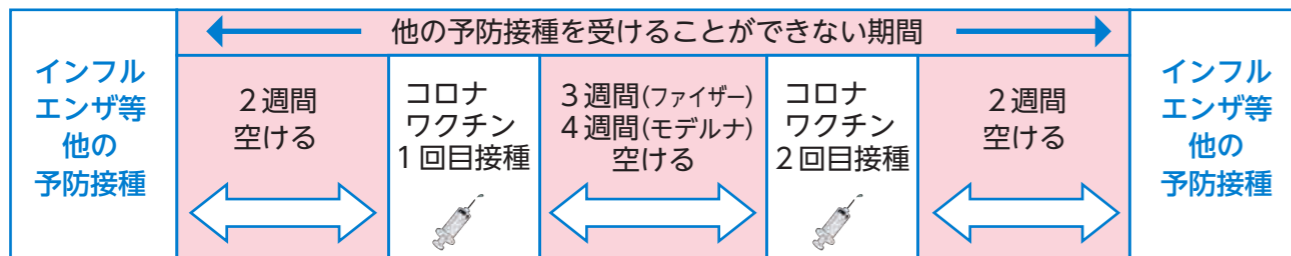 他の予防接種を受けることができない期間
インフル
エンザ等
他の
予防接種
２週間
空ける
コロナ
ワクチン
１回目接種
３週間(ファイザー)
４週間(モデルナ)
空ける
コロナ
ワクチン
２回目接種
２週間
空ける
インフル
エンザ等
他の
予防接種